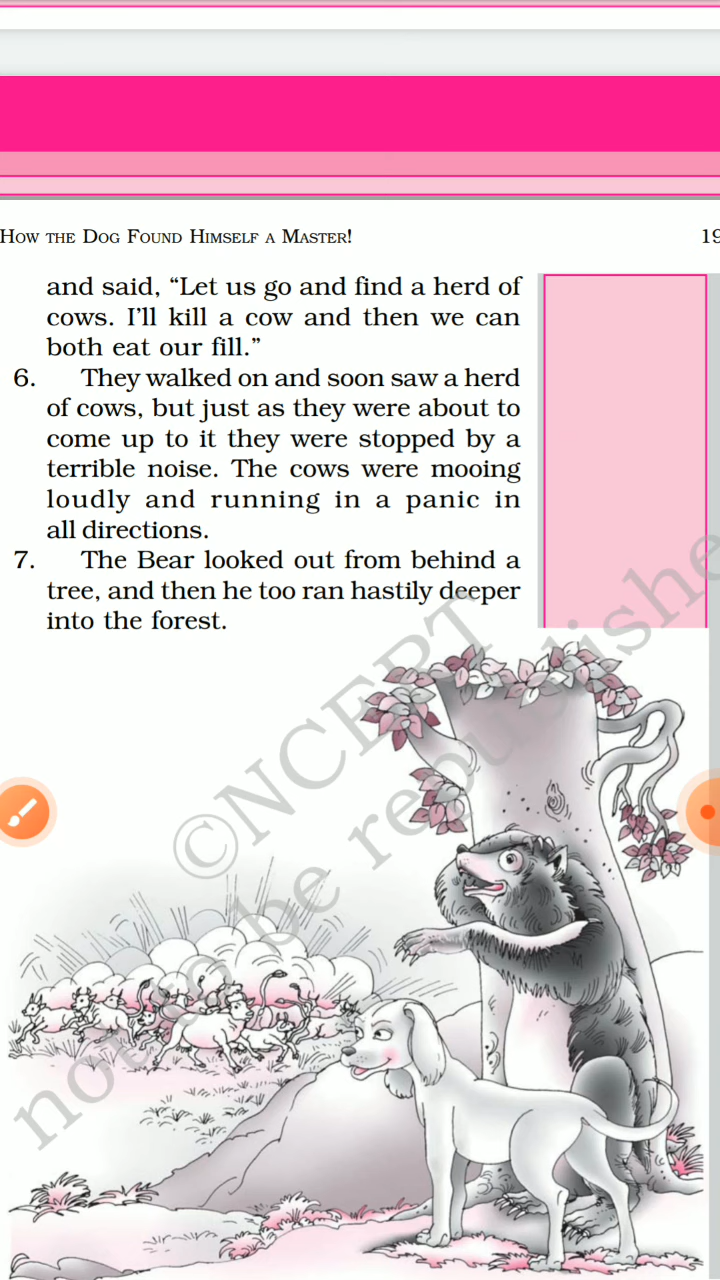 HOW THE DOG FOUND HIMSELF A MASTER!
and said, “Let us go and find a herd of
cows. I’ll kill a cow and then we can
both eat our fill.”
6. They walked on and soon saw a herd
of cows, but just as they were about to
come up to it they were stopped by a
terrible noise. The cows were mooing
loudly and running in a panic in
all directions.
7. The Bear looked out from behind a
tree, and then he too ran hastily deeper
into the forest.
©NCERT
not to be republishe